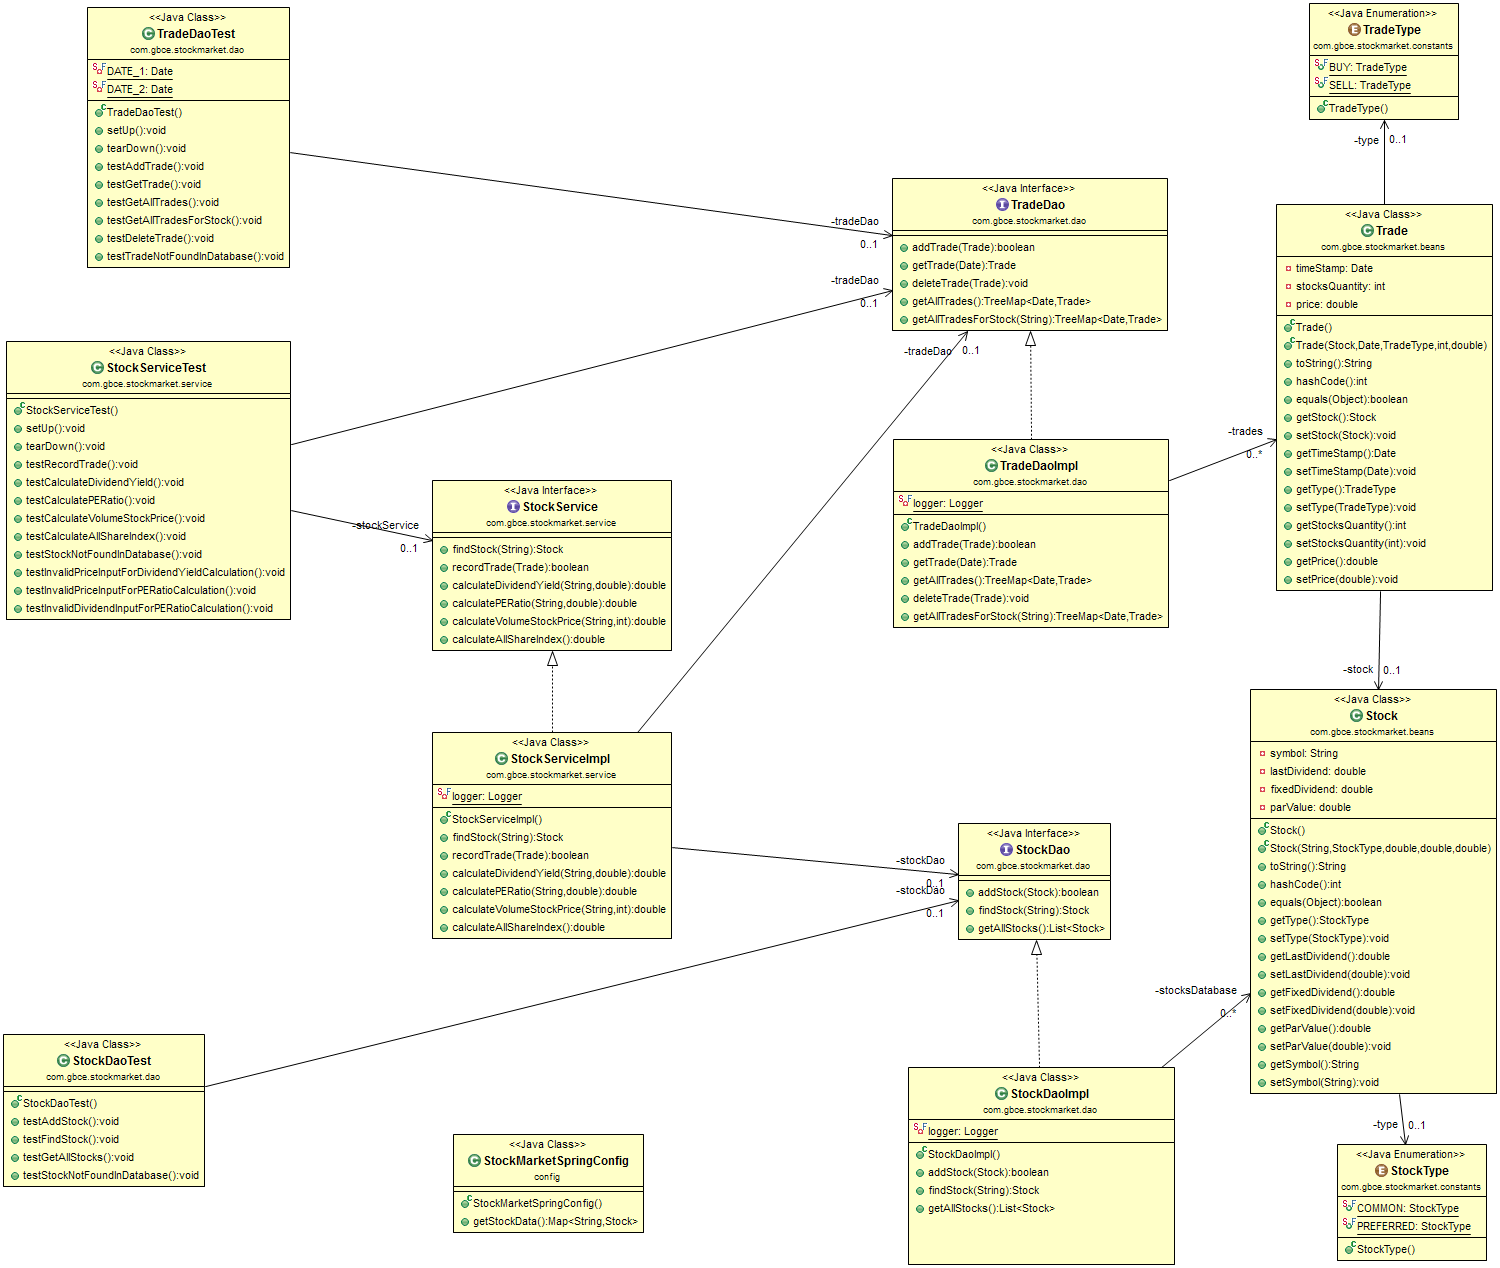 <<Java Class>>
TradeDaoTest
com.gbce.stockmarket.dao
DATE_1: Date
DATE_2: Date
TradeDaoTest()
setUp():void
tearDown():void
testAddTrade():void
testGetTrade():void
testGetAllTrades():void
testGetAllTradesForStock():void
testDeleteTrade():void
testTradeNotFoundInDatabase():void
<<Java Enumeration>>
TradeType
com.gbce.stockmarket.constants
BUY: TradeType
SELL: TradeType
TradeType()
-type
0..1
-tradeDao
0..1
-tradeDao
0..1
<<Java Interface>>
TradeDao
com.gbce.stockmarket.dao
addTrade(Trade):boolean
getTrade(Date):Trade
deleteTrade(Trade):void
getAllTrades():TreeMap<Date,Trade>
getAllTradesForStock(String):TreeMap<Date,Trade>
-tradeDao
0..1
<<Java Class>>
Trade
com.gbce.stockmarket.beans
timeStamp: Date
stocksQuantity: int
price: double
Trade()
Trade(Stock,Date,TradeType,int,double)
toString():String
hashCode():int
equals(Object):boolean
getStock():Stock
setStock(Stock):void
getTimeStamp():Date
setTimeStamp(Date):void
getType():TradeType
setType(TradeType):void
getStocksQuantity():int
setStocksQuantity(int):void
getPrice():double
setPrice(double):void
<<Java Class>>
StockServiceTest
com.gbce.stockmarket.service
StockServiceTest()
setUp():void
tearDown():void
testRecordTrade():void
testCalculateDividendYield():void
testCalculatePERatio():void
testCalculateVolumeStockPrice():void
testCalculateAllShareIndex():void
testStockNotFoundInDatabase():void
testInvalidPriceInputForDividendYieldCalculation():void
testInvalidPriceInputForPERatioCalculation():void
testInvalidDividendInputForPERatioCalculation():void
-stockService
0..1
<<Java Interface>>
StockService
com.gbce.stockmarket.service
findStock(String):Stock
recordTrade(Trade):boolean
calculateDividendYield(String,double):double
calculatePERatio(String,double):double
calculateVolumeStockPrice(String,int):double
calculateAllShareIndex():double
<<Java Class>>
TradeDaoImpl
com.gbce.stockmarket.dao
logger: Logger
TradeDaoImpl()
addTrade(Trade):boolean
getTrade(Date):Trade
getAllTrades():TreeMap<Date,Trade>
deleteTrade(Trade):void
getAllTradesForStock(String):TreeMap<Date,Trade>
-trades
0..*
-stock
0..1
<<Java Class>>
Stock
com.gbce.stockmarket.beans
symbol: String
lastDividend: double
fixedDividend: double
parValue: double
Stock()
Stock(String,StockType,double,double,double)
toString():String
hashCode():int
equals(Object):boolean
getType():StockType
setType(StockType):void
getLastDividend():double
setLastDividend(double):void
getFixedDividend():double
setFixedDividend(double):void
getParValue():double
setParValue(double):void
getSymbol():String
setSymbol(String):void
<<Java Class>>
StockServiceImpl
com.gbce.stockmarket.service
logger: Logger
StockServiceImpl()
findStock(String):Stock
recordTrade(Trade):boolean
calculateDividendYield(String,double):double
calculatePERatio(String,double):double
calculateVolumeStockPrice(String,int):double
calculateAllShareIndex():double
-stockDao
0..1
-stockDao
0..1
<<Java Interface>>
StockDao
com.gbce.stockmarket.dao
addStock(Stock):boolean
findStock(String):Stock
getAllStocks():List<Stock>
-stocksDatabase
0..*
<<Java Class>>
StockDaoTest
com.gbce.stockmarket.dao
StockDaoTest()
testAddStock():void
testFindStock():void
testGetAllStocks():void
testStockNotFoundInDatabase():void
<<Java Class>>
StockMarketSpringConfig
config
StockMarketSpringConfig()
getStockData():Map<String,Stock>
<<Java Class>>
StockDaoImpl
com.gbce.stockmarket.dao
logger: Logger
StockDaoImpl()
addStock(Stock):boolean
findStock(String):Stock
getAllStocks():List<Stock>
-type
0..1
<<Java Enumeration>>
StockType
com.gbce.stockmarket.constants
COMMON: StockType
PREFERRED: StockType
StockType()